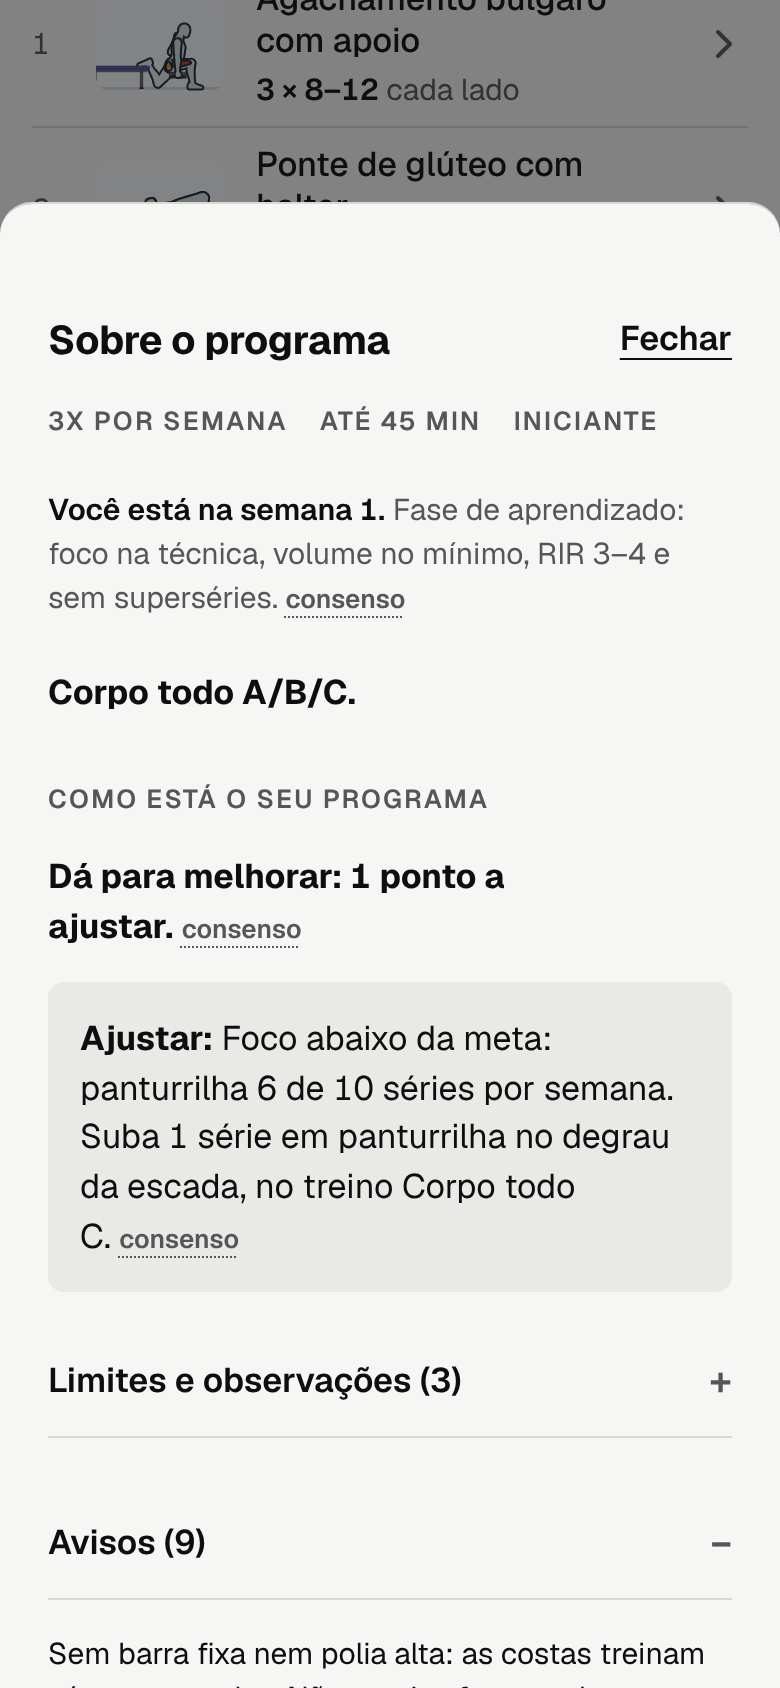 Agachamento búlgaro
1
com apoio
3 × 8–12 cada lado
Ponte de glúteo com
Sobre o programa
Fechar
3X POR SEMANA ATÉ 45 MIN INICIANTE
Você está na semana 1. Fase de aprendizado:
foco na técnica, volume no mínimo, RIR 3–4 e
sem superséries. consenso
Corpo todo A/B/C.
COMO ESTÁ O SEU PROGRAMA
Dá para melhorar: 1 ponto a
ajustar. consenso
Ajustar: Foco abaixo da meta:
panturrilha 6 de 10 séries por semana.
Suba 1 série em panturrilha no degrau
da escada, no treino Corpo todo
C. consenso
Limites e observações (3)
+
Avisos (9)
–
Sem barra fixa nem polia alta: as costas treinam